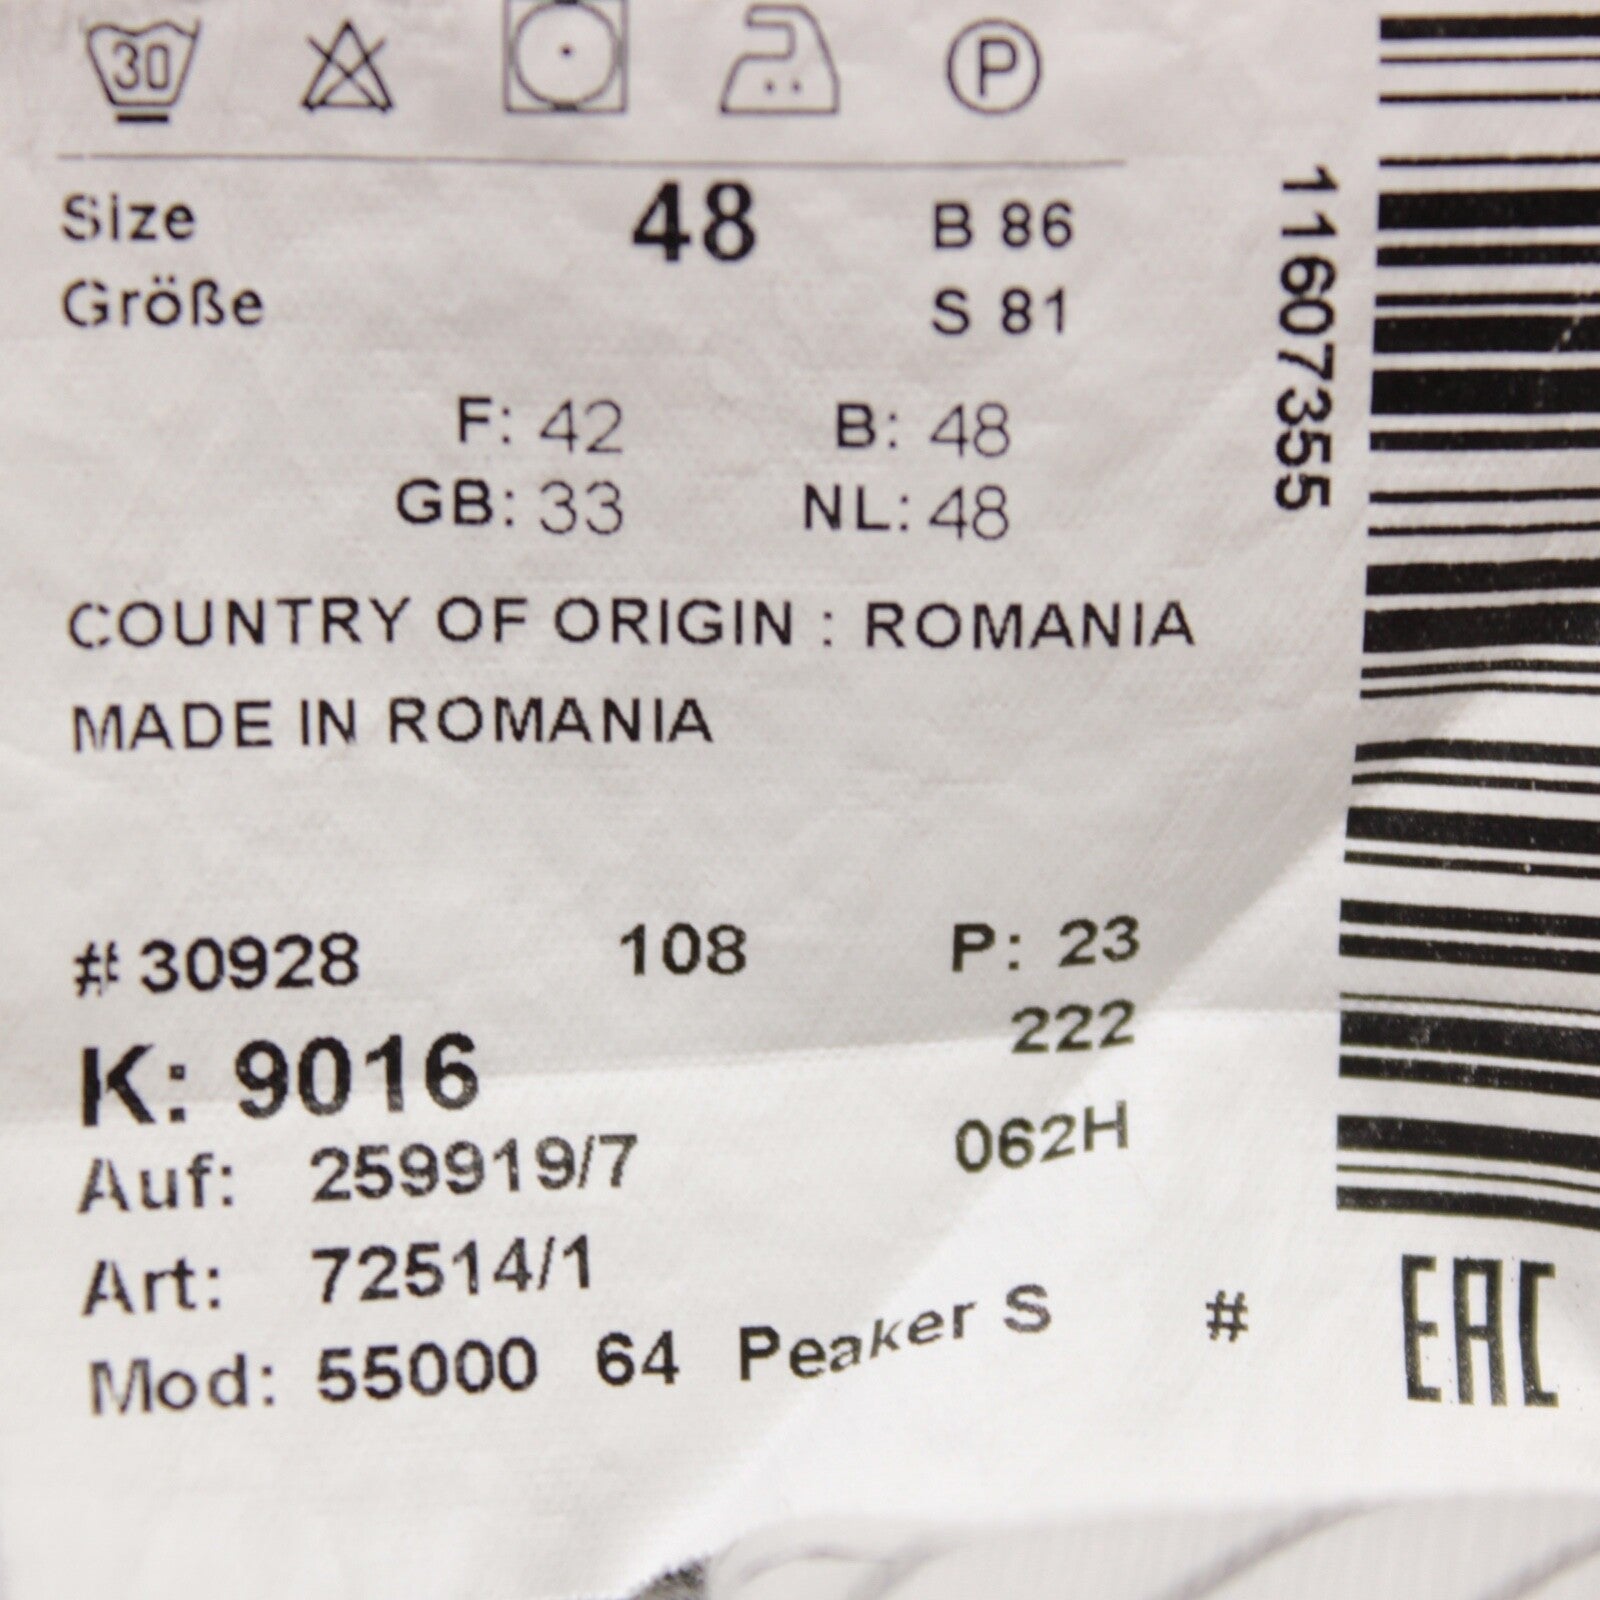 30 P
Size 48 B 86
Größe S 81
F: 42 B: 48
GB: 33 NL: 48
COUNTRY OF ORIGIN : ROMANIA
MADE IN ROMANIA
# 30928 108 P: 23
222
K: 9016
062H
Auf: 259919/7
Art: 72514/1
Mod: 55000 64 Peaker S #
11607355
EAC